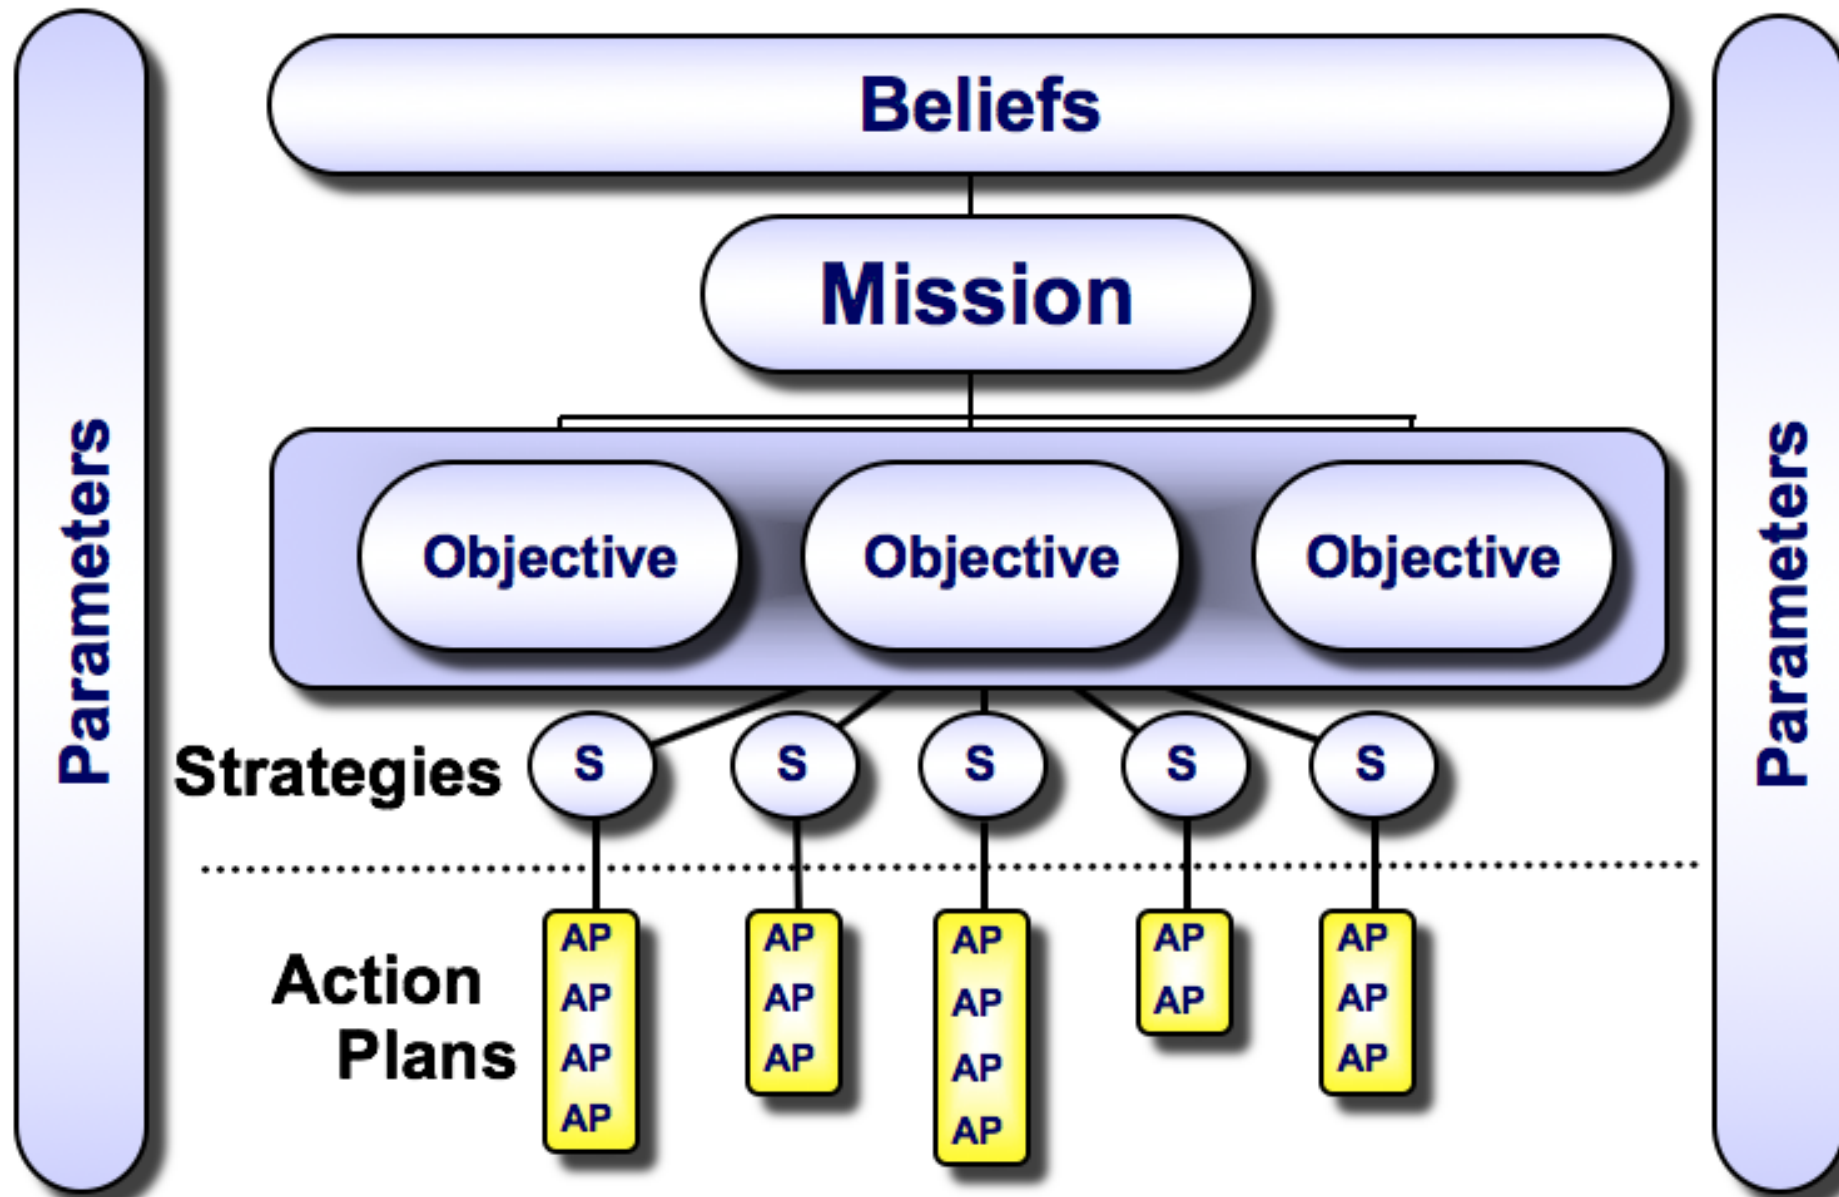 Beliefs
Mission
Parameters
Objective Objective Objective
Parameters
Strategies S S S S S
Action
Plans
AP AP AP AP AP
AP AP AP AP AP
AP AP AP AP
AP AP